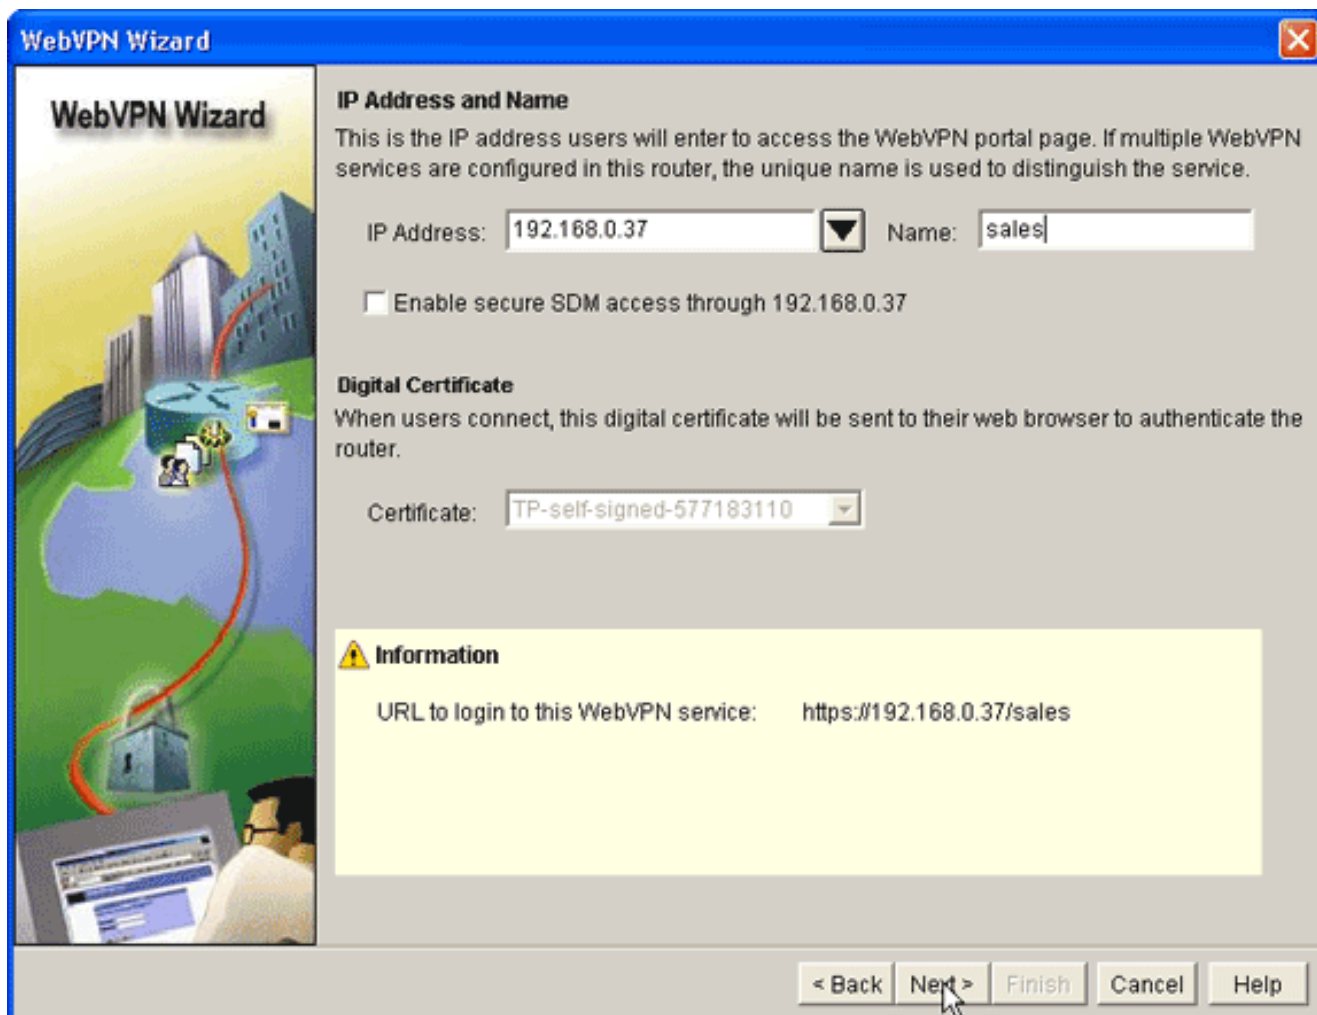 WebVPN Wizard
WebVPN Wizard
IP Address and Name
This is the IP address users will enter to access the WebVPN portal page. If multiple WebVPN
services are configured in this router, the unique name is used to distinguish the service.
IP Address: 192.168.0.37 Name: sales
Enable secure SDM access through 192.168.0.37
Digital Certificate
When users connect, this digital certificate will be sent to their web browser to authenticate the
router.
Certificate: TP-self-signed-577183110
Information
URL to login to this WebVPN service: https://192.168.0.37/sales
< Back Next > Finish Cancel Help